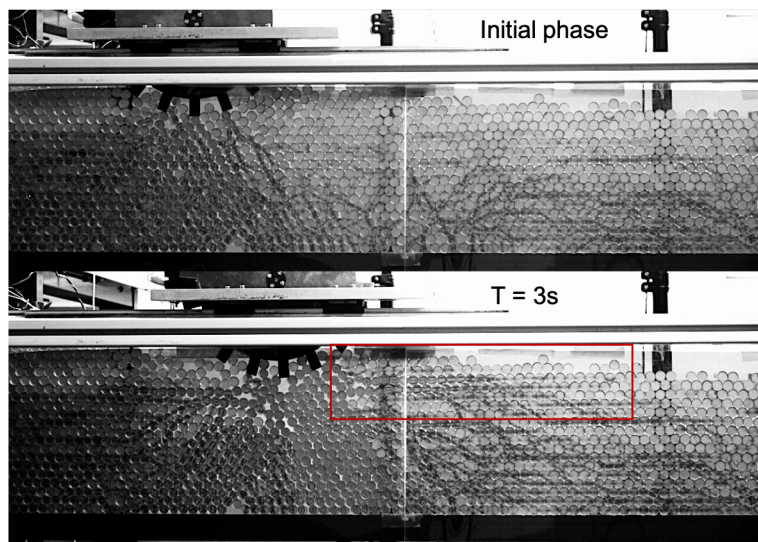 Initial phase
T = 3s